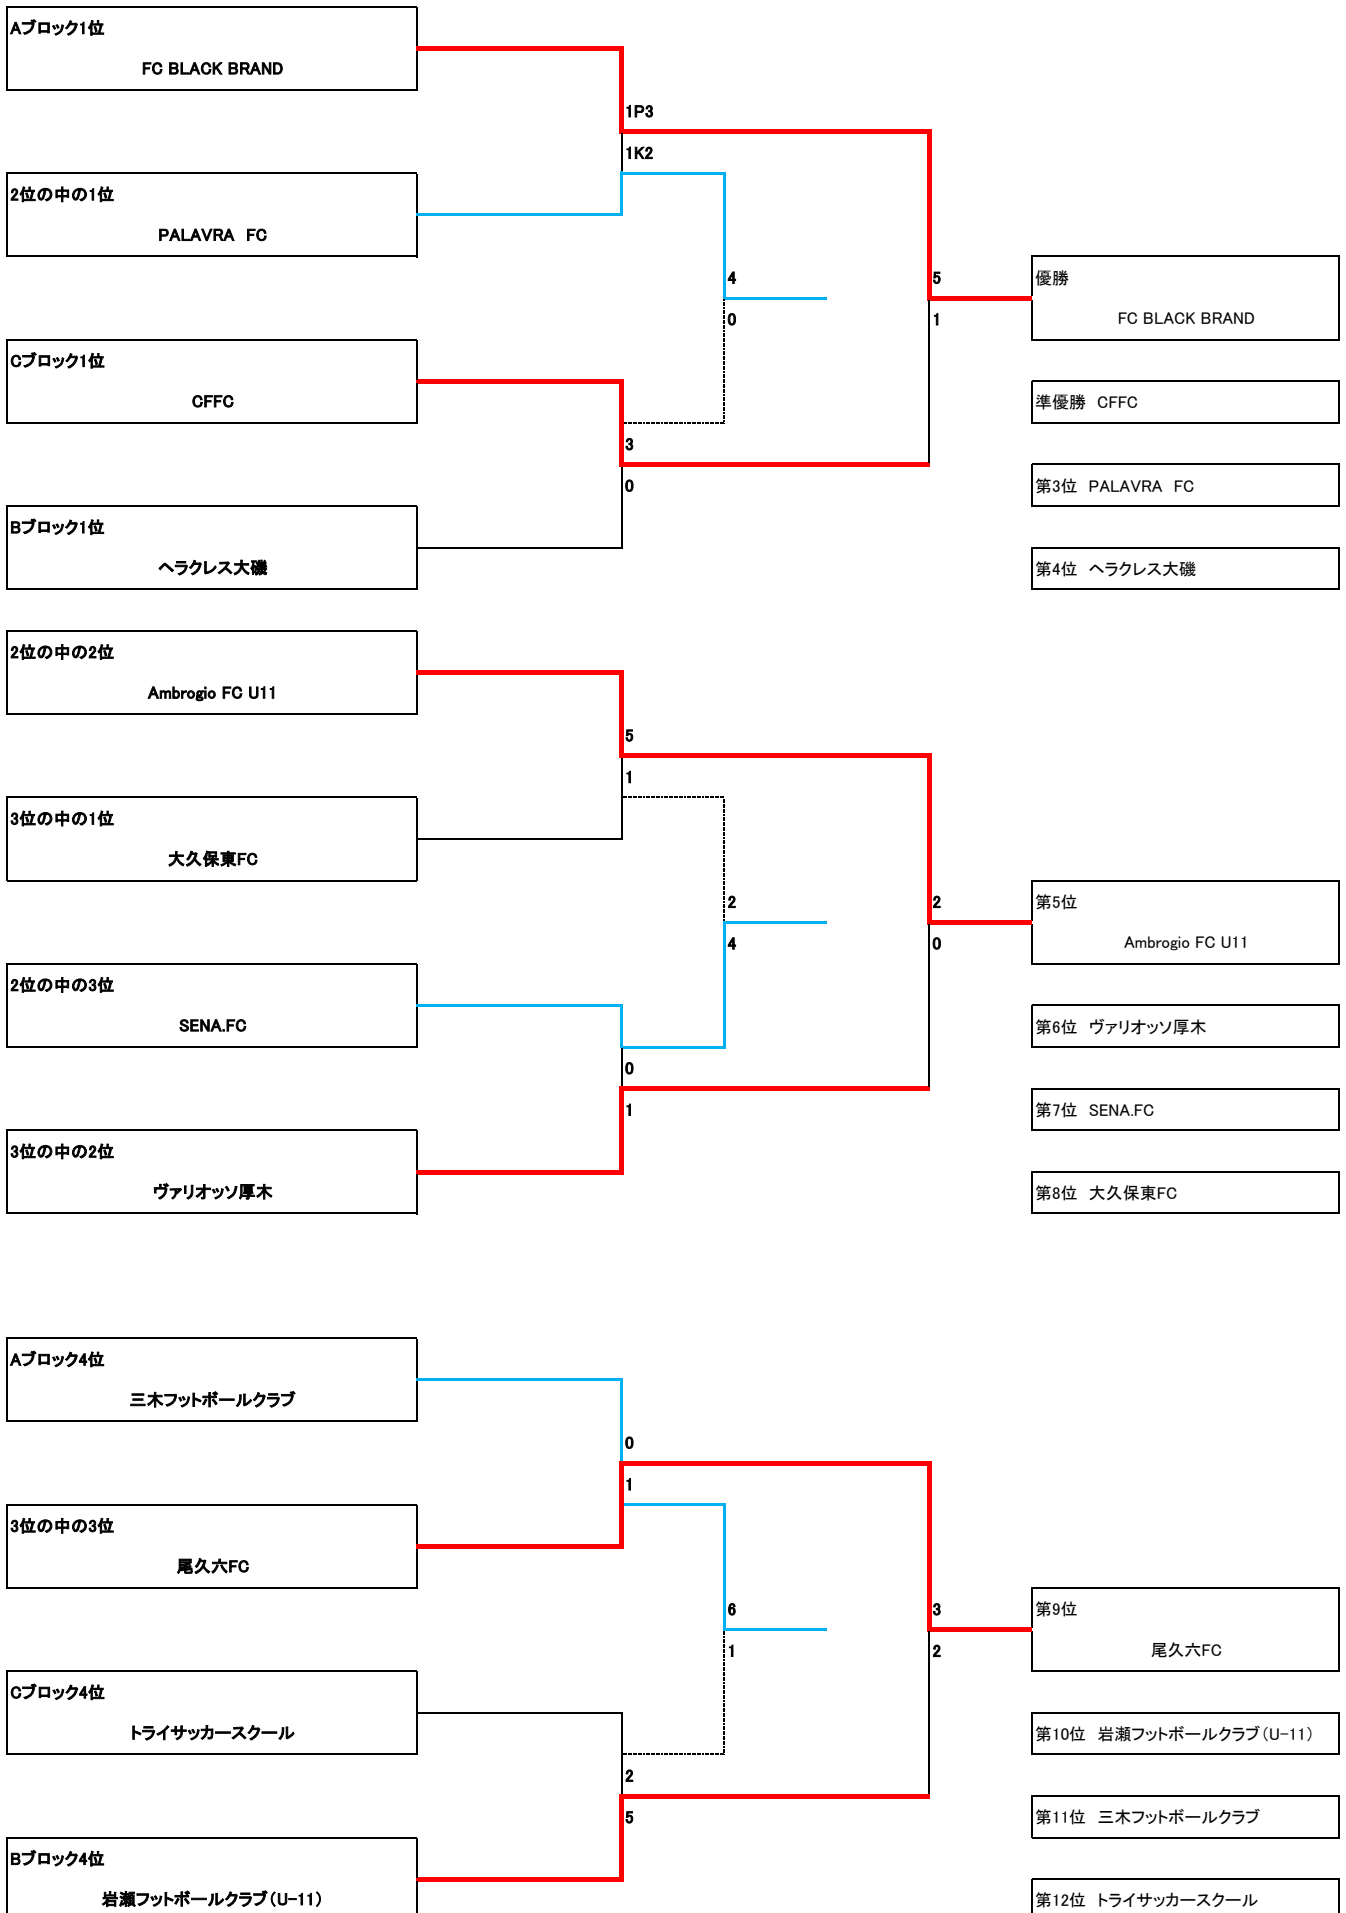 Aブロック1位
FC BLACK BRAND
1P3
1K2
2位の中の1位
PALAVRA　FC
4
5
優勝
0
1
FC BLACK BRAND
Cブロック1位
CFFC
準優勝　CFFC
3
0
第3位　PALAVRA　FC
Bブロック1位
ヘラクレス大磯
第4位　ヘラクレス大磯
2位の中の2位
Ambrogio FC U11
5
1
3位の中の1位
大久保東FC
2
2
第5位
4
0
Ambrogio FC U11
2位の中の3位
SENA.FC
第6位　ヴァリオッソ厚木
0
1
第7位　SENA.FC
3位の中の2位
ヴァリオッソ厚木
第8位　大久保東FC
Aブロック4位
三木フットボールクラブ
0
1
3位の中の3位
尾久六FC
6
3
第9位
1
2
尾久六FC
Cブロック4位
トライサッカースクール
第10位　岩瀬フットボールクラブ（U-11）
2
5
第11位　三木フットボールクラブ
Bブロック4位
岩瀬フットボールクラブ（U-11）
第12位　トライサッカースクール